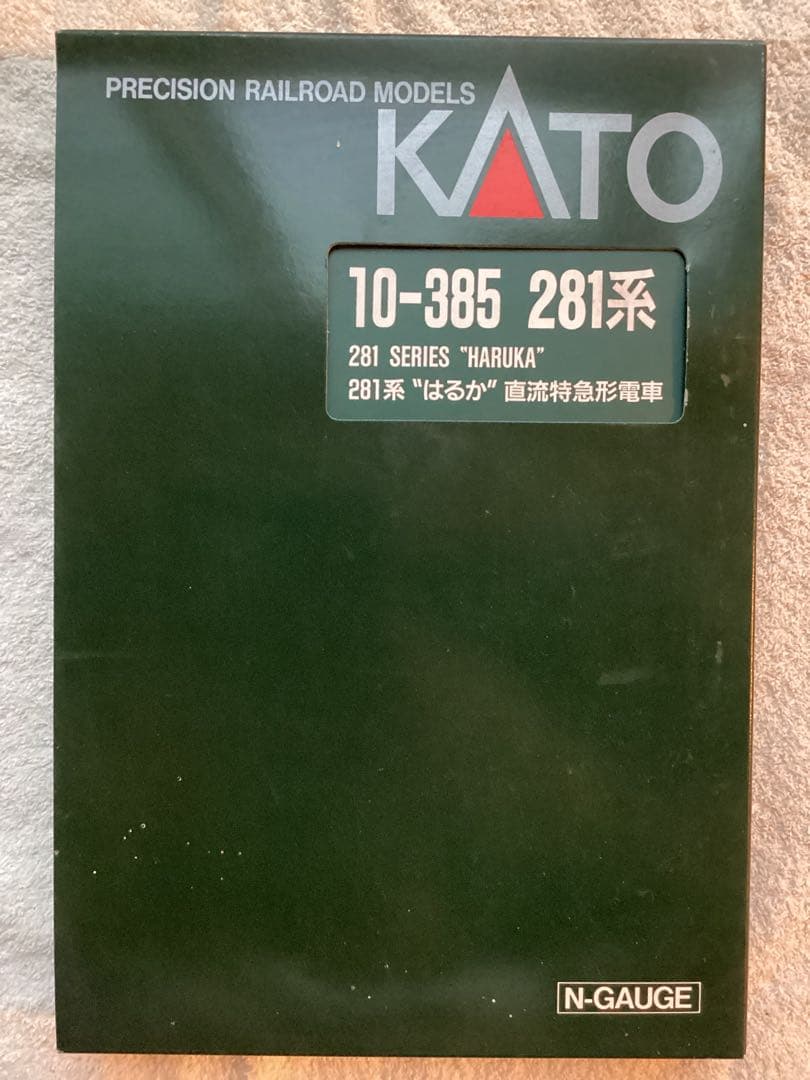 PRECISION RAILROAD MODELS
KATO
10-385 281系
281 SERIES "HARUKA"
281系 "はるか" 直流特急形電車
N-GAUGE